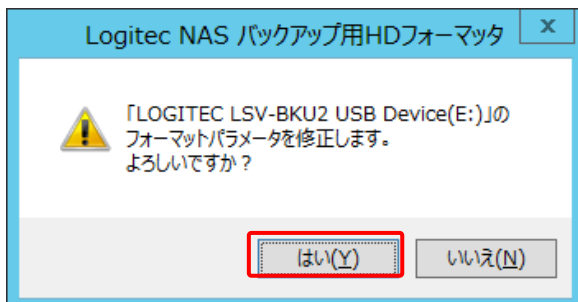 Logitec NAS バックアップ用HDフォーマッタ
x
「LOGITEC LSV-BKU2 USB Device(E:)」の
フォーマットパラメータを修正します。
よろしいですか？
はい(Y)
いいえ(N)